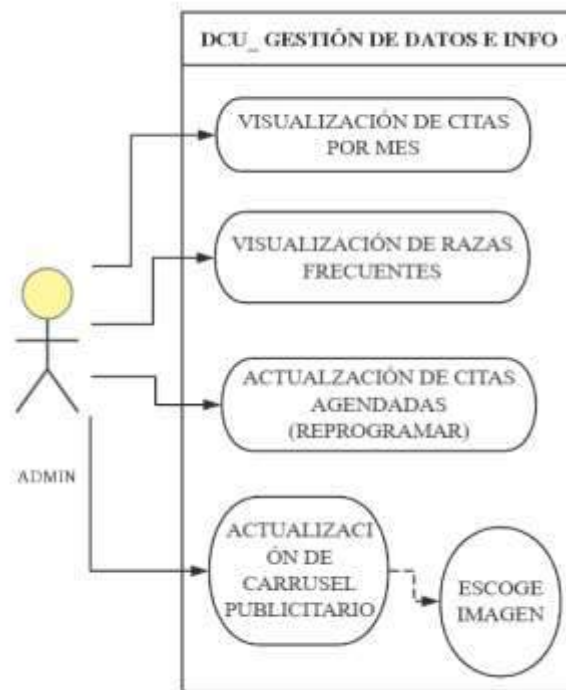 DCU_ GESTIÓN DE DATOS E INFO
VISUALIZACIÓN DE CITAS
POR MES
VISUALIZACIÓN DE RAZAS
FRECUENTES
ACTUALZACIÓN DE CITAS
AGENDADAS
(REPROGRAMAR)
ADMIN
ACTUALIZACI
ÓN DE
CARRUSEL
PUBLICITARIO
ESCOGE
IMAGEN